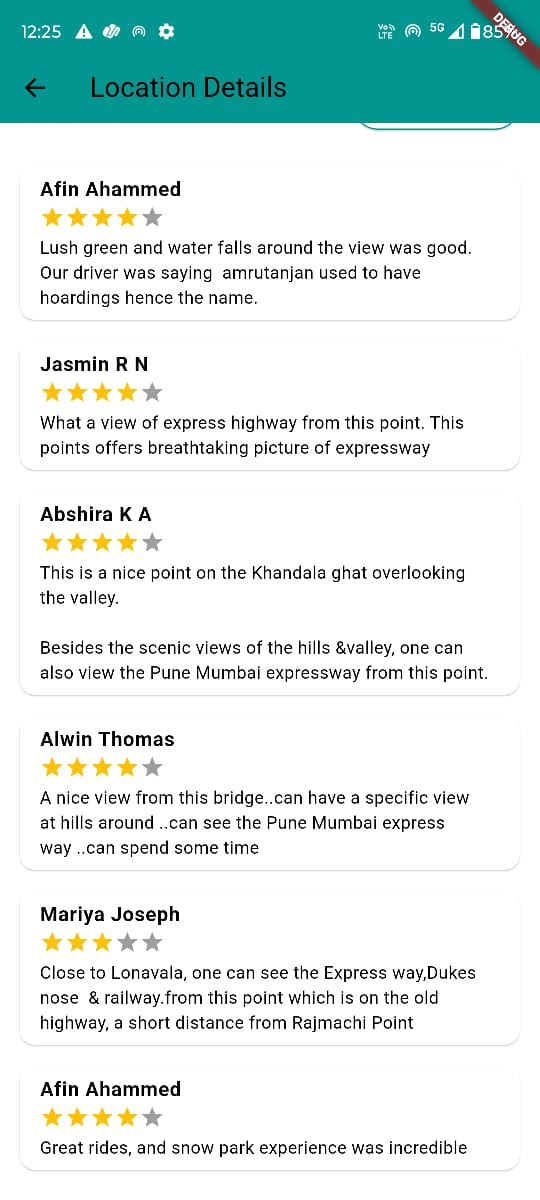 12:25 Vo LTE 5G 85%
DEBUG
Location Details
Afin Ahammed
Lush green and water falls around the view was good.
Our driver was saying  amrutanjan used to have
hoardings hence the name.
Jasmin R N
What a view of express highway from this point. This
points offers breathtaking picture of expressway
Abshira K A
This is a nice point on the Khandala ghat overlooking
the valley.
Besides the scenic views of the hills &valley, one can
also view the Pune Mumbai expressway from this point.
Alwin Thomas
A nice view from this bridge..can have a specific view
at hills around ..can see the Pune Mumbai express
way ..can spend some time
Mariya Joseph
Close to Lonavala, one can see the Express way,Dukes
nose  & railway.from this point which is on the old
highway, a short distance from Rajmachi Point
Afin Ahammed
Great rides, and snow park experience was incredible